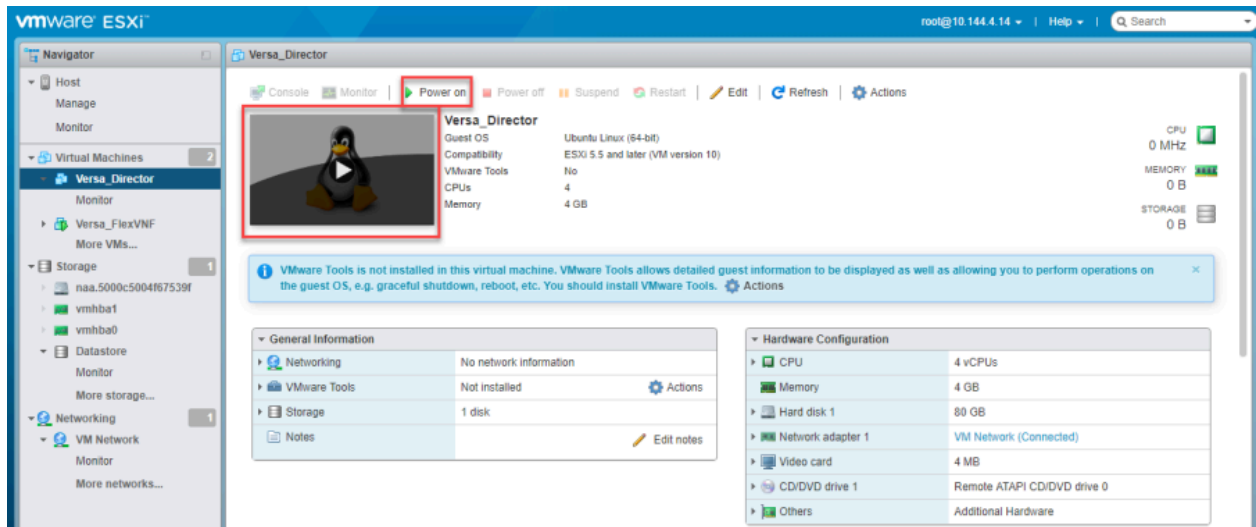 vmware ESXi™
root@10.144.4.14 | Help | Search
Navigator
Host
Manage
Monitor
Virtual Machines 2
Versa_Director
Monitor
Versa_FlexVNF
More VMs...
Storage 1
naa.5000c5004f67539f
vmhba1
vmhba0
Datastore
Monitor
More storage...
Networking 1
VM Network
Monitor
More networks...
Versa_Director
Console Monitor | Power on Power off Suspend Restart | Edit | Refresh | Actions
Versa_Director
Guest OS Ubuntu Linux (64-bit)
Compatibility ESXi 5.5 and later (VM version 10)
VMware Tools No
CPUs 4
Memory 4 GB
CPU
0 MHz
MEMORY
0 B
STORAGE
0 B
VMware Tools is not installed in this virtual machine. VMware Tools allows detailed guest information to be displayed as well as allowing you to perform operations on
the guest OS, e.g. graceful shutdown, reboot, etc. You should install VMware Tools. Actions
General Information
Networking No network information
VMware Tools Not installed Actions
Storage 1 disk
Notes Edit notes
Hardware Configuration
CPU 4 vCPUs
Memory 4 GB
Hard disk 1 80 GB
Network adapter 1 VM Network (Connected)
Video card 4 MB
CD/DVD drive 1 Remote ATAPI CD/DVD drive 0
Others Additional Hardware